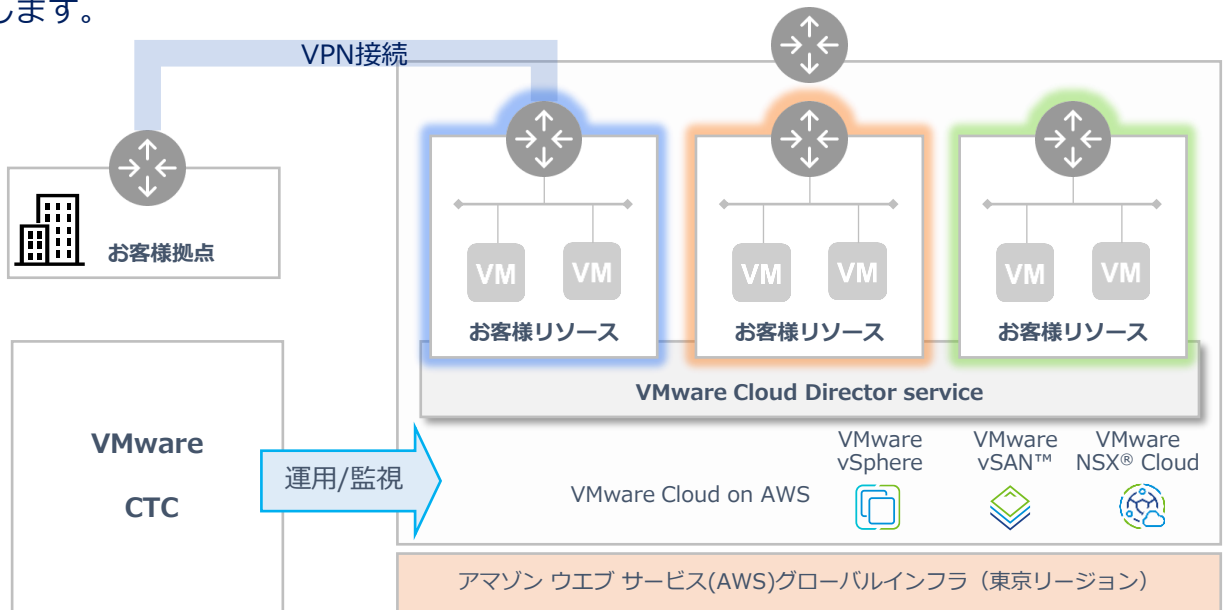 します。
VPN接続
お客様拠点
VM VM
お客様リソース
VM VM
お客様リソース
VM VM
お客様リソース
VMware Cloud Director service
VMware
CTC
運用/監視
VMware Cloud on AWS
VMware
vSphere
VMware
vSAN™
VMware
NSX® Cloud
アマゾン ウエブ サービス(AWS)グローバルインフラ（東京リージョン）